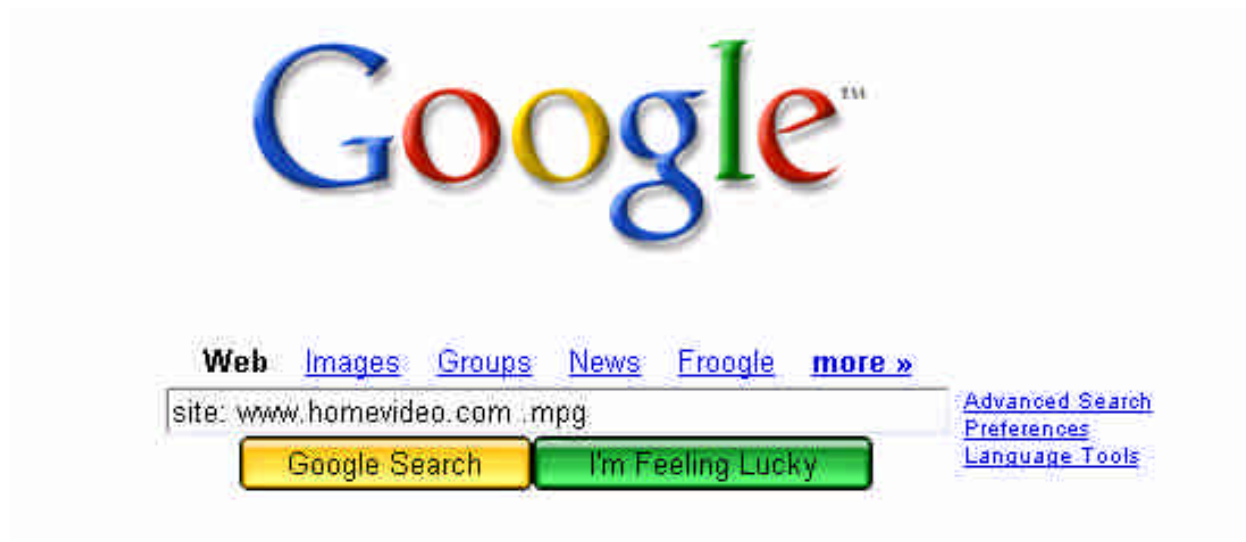 Google™
Web Images Groups News Froogle more »
site: www.homevideo.com .mpg
Advanced Search
Preferences
Language Tools
Google Search I'm Feeling Lucky